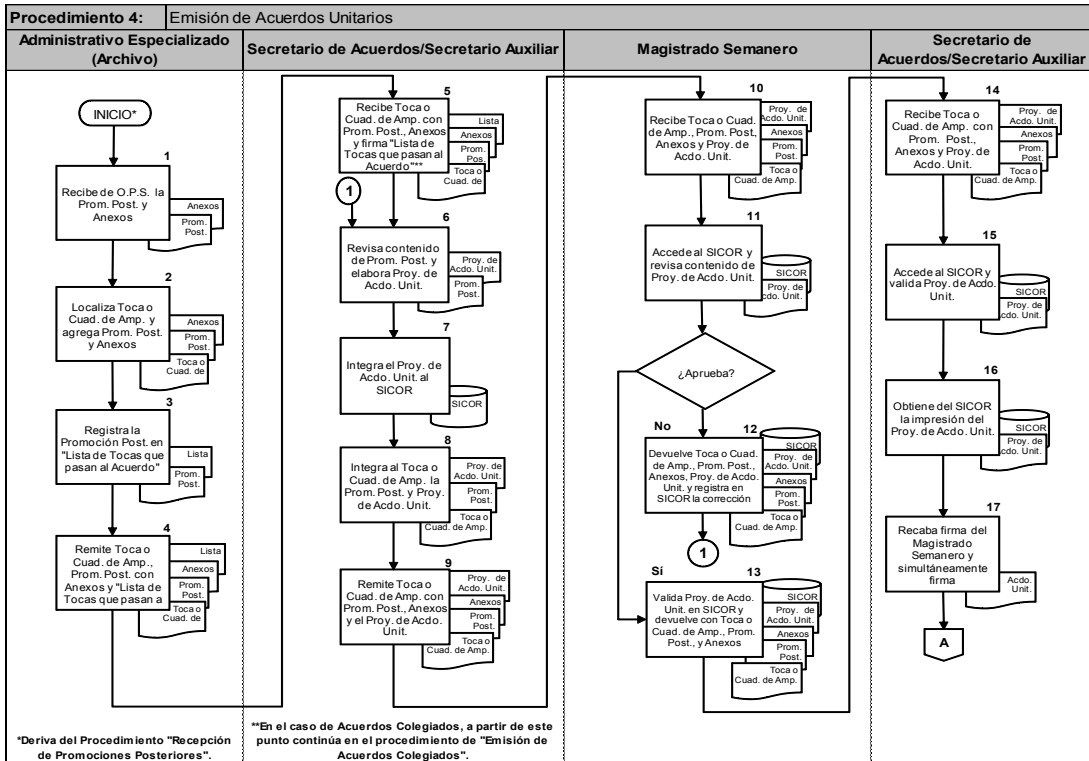 Procedimiento 4: Emisión de Acuerdos Unitarios
Administrativo Especializado
(Archivo)
Secretario de Acuerdos/Secretario Auxiliar
Magistrado Semanero
Secretario de
Acuerdos/Secretario Auxiliar
INICIO*
1
Recibe de O.P.S. la
Prom. Post. y
Anexos
Anexos
Prom.
Post.
2
Localiza Toca o
Cuad. de Amp. y
agrega Prom. Post.
y Anexos
Anexos
Prom.
Post.
Toca o
Cuad. de
3
Registra la
Promoción Post. en
"Lista de Tocas que
pasan al Acuerdo"
Lista
Prom.
Post.
4
Remite Toca o
Cuad. de Amp.,
Prom. Post. con
Anexos y "Lista de
Tocas que pasan a
Lista
Anexos
Prom.
Post.
Toca o
Cuad. de
*Deriva del Procedimiento "Recepción
de Promociones Posteriores".
5
Recibe Toca o
Cuad. de Amp. con
Prom. Post., Anexos
y firma "Lista de
Tocas que pasan al
Acuerdo"**
Lista
Anexos
Prom.
Pos.
Toca o
Cuad. de
1
6
Revisa contenido
de Prom. Post. y
elabora Proy. de
Acdo. Unit.
Proy. de
Acdo. Unit.
Prom.
Post.
7
Integra el Proy. de
Acdo. Unit. al
SICOR
SICOR
8
Integra al Toca o
Cuad. de Amp. la
Prom. Post. y Proy.
de Acdo. Unit.
Proy. de
Acdo. Unit.
Prom.
Post.
Toca o
Cuad. de Amp.
9
Remite Toca o
Cuad. de Amp. con
Prom. Post., Anexos
y el Proy. de Acdo.
Unit.
Proy. de
Acdo. Unit.
Anexos
Prom.
Post.
Toca o
Cuad. de Amp.
**En el caso de Acuerdos Colegiados, a partir de este
punto continúa en el procedimiento de "Emisión de
Acuerdos Colegiados".
10
Recibe Toca o Cuad.
de Amp., Prom. Post.,
Anexos y Proy. de
Acdo. Unit.
Proy. de
Acdo. Unit.
Anexos
Prom.
Post.
Toca o
Cuad. de Amp.
11
Accede al SICOR y
revisa contenido de
Proy. de Acdo. Unit.
SICOR
Proy. de
cdo. Unit.
¿Aprueba?
No
12
Devuelve Toca o Cuad.
de Amp., Prom. Post.,
Anexos, Proy. de Acdo.
Unit. y registra en
SICOR la corrección
SICOR
Proy. de
Acdo. Unit.
Anexos
Prom.
Post.
Toca o
Cuad. de Amp.
1
Sí
13
Valida Proy. de Acdo.
Unit. en SICOR y
devuelve con Toca o
Cuad. de Amp., Prom.
Post., y Anexos
SICOR
Proy. de
Acdo. Unit.
Anexos
Prom.
Post.
Toca o
Cuad. de Amp.
14
Recibe Toca o
Cuad. de Amp. con
Prom. Post.,
Anexos y Proy. de
Acdo. Unit.
Proy. de
Acdo. Unit.
Anexos
Prom.
Post.
Toca o
Cuad. de Amp.
15
Accede al SICOR y
valida Proy. de Acdo.
Unit.
SICOR
Proy. de
cdo. Unit.
16
Obtiene del SICOR
la impresión del
Proy. de Acdo. Unit.
SICOR
Proy. de
cdo. Unit.
17
Recaba firma del
Magistrado
Semanero y
simultáneamente
firma
Acdo.
Unit.
A